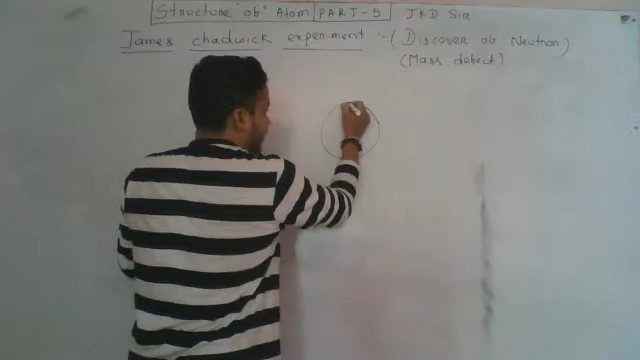 Structure "of" Atom PART-5 JKD Sir
James chadwick experiment :- (Discover of Neutron)
(Mass defect)